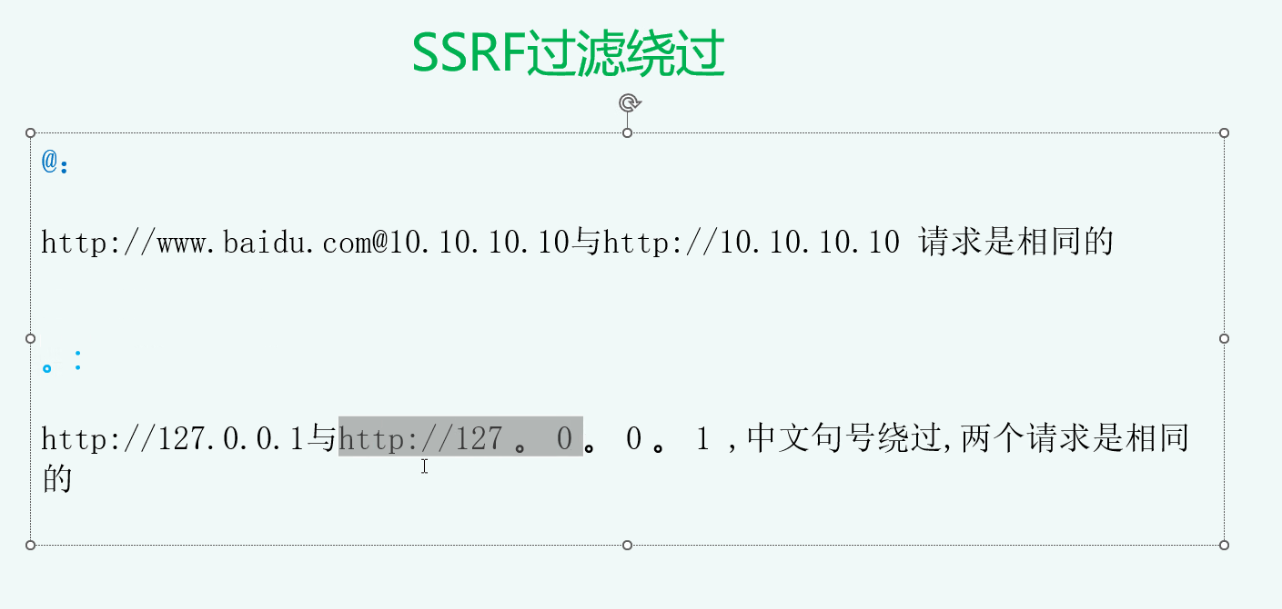 SSRF过滤绕过
@：
http://www.baidu.com@10.10.10.10与http://10.10.10.10 请求是相同的
。：
http://127.0.0.1与http://127。 0。 0。 1 ,中文句号绕过,两个请求是相同
的